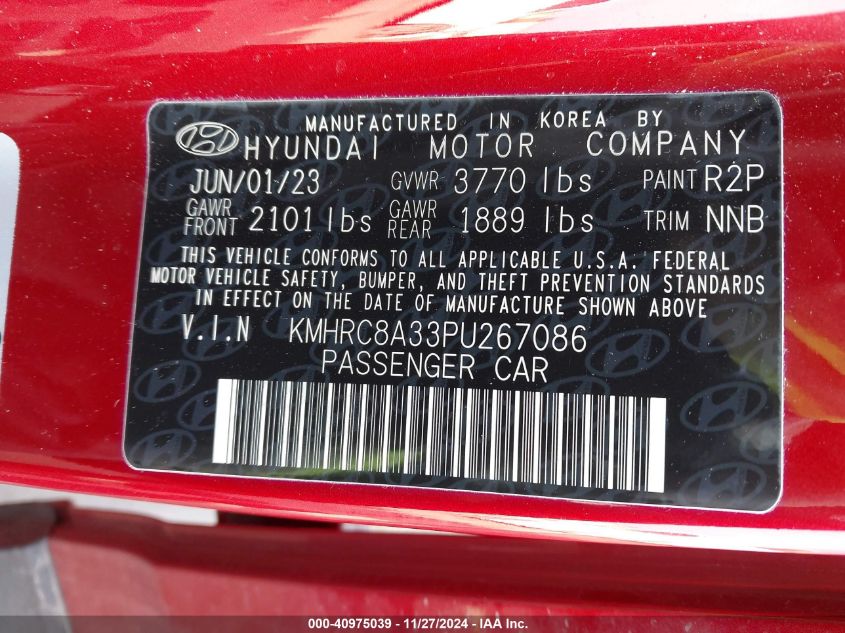 MANUFACTURED IN KOREA BY
HYUNDAI MOTOR COMPANY
JUN/01/23 GVWR 3770 lbs PAINT R2P
GAWR FRONT 2101 lbs GAWR REAR 1889 lbs TRIM NNB
THIS VEHICLE CONFORMS TO ALL APPLICABLE U.S.A. FEDERAL
MOTOR VEHICLE SAFETY, BUMPER, AND THEFT PREVENTION STANDARDS
IN EFFECT ON THE DATE OF MANUFACTURE SHOWN ABOVE
V.I.N KMHRC8A33PU267086
PASSENGER CAR
000-40975039 - 11/27/2024 - IAA Inc.